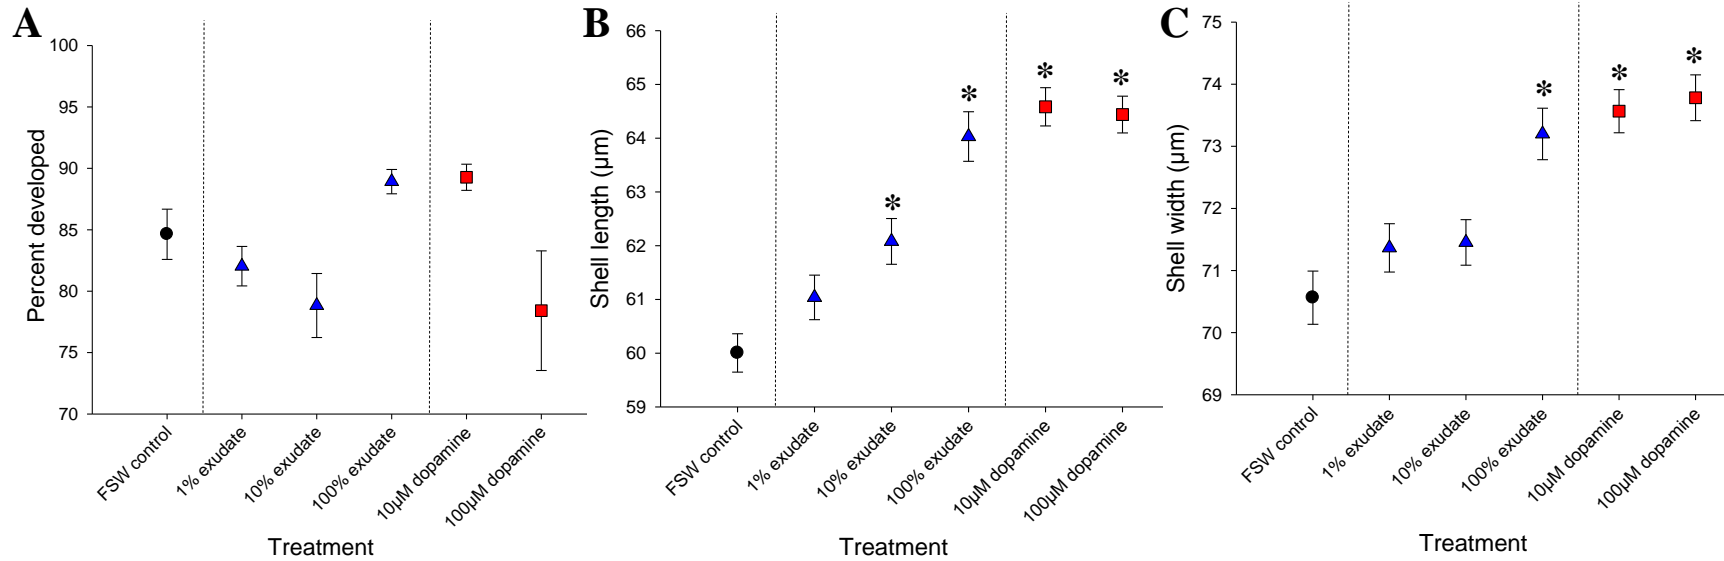 A
100
95
90
85
80
75
70
Percent developed
FSW control
1% exudate
10% exudate
100% exudate
10µM dopamine
100µM dopamine
Treatment
B
66
65
64
63
62
61
60
59
Shell length (µm)
*
*
*
*
FSW control
1% exudate
10% exudate
100% exudate
10µM dopamine
100µM dopamine
Treatment
C
75
74
73
72
71
70
69
Shell width (µm)
*
*
*
FSW control
1% exudate
10% exudate
100% exudate
10µM dopamine
100µM dopamine
Treatment